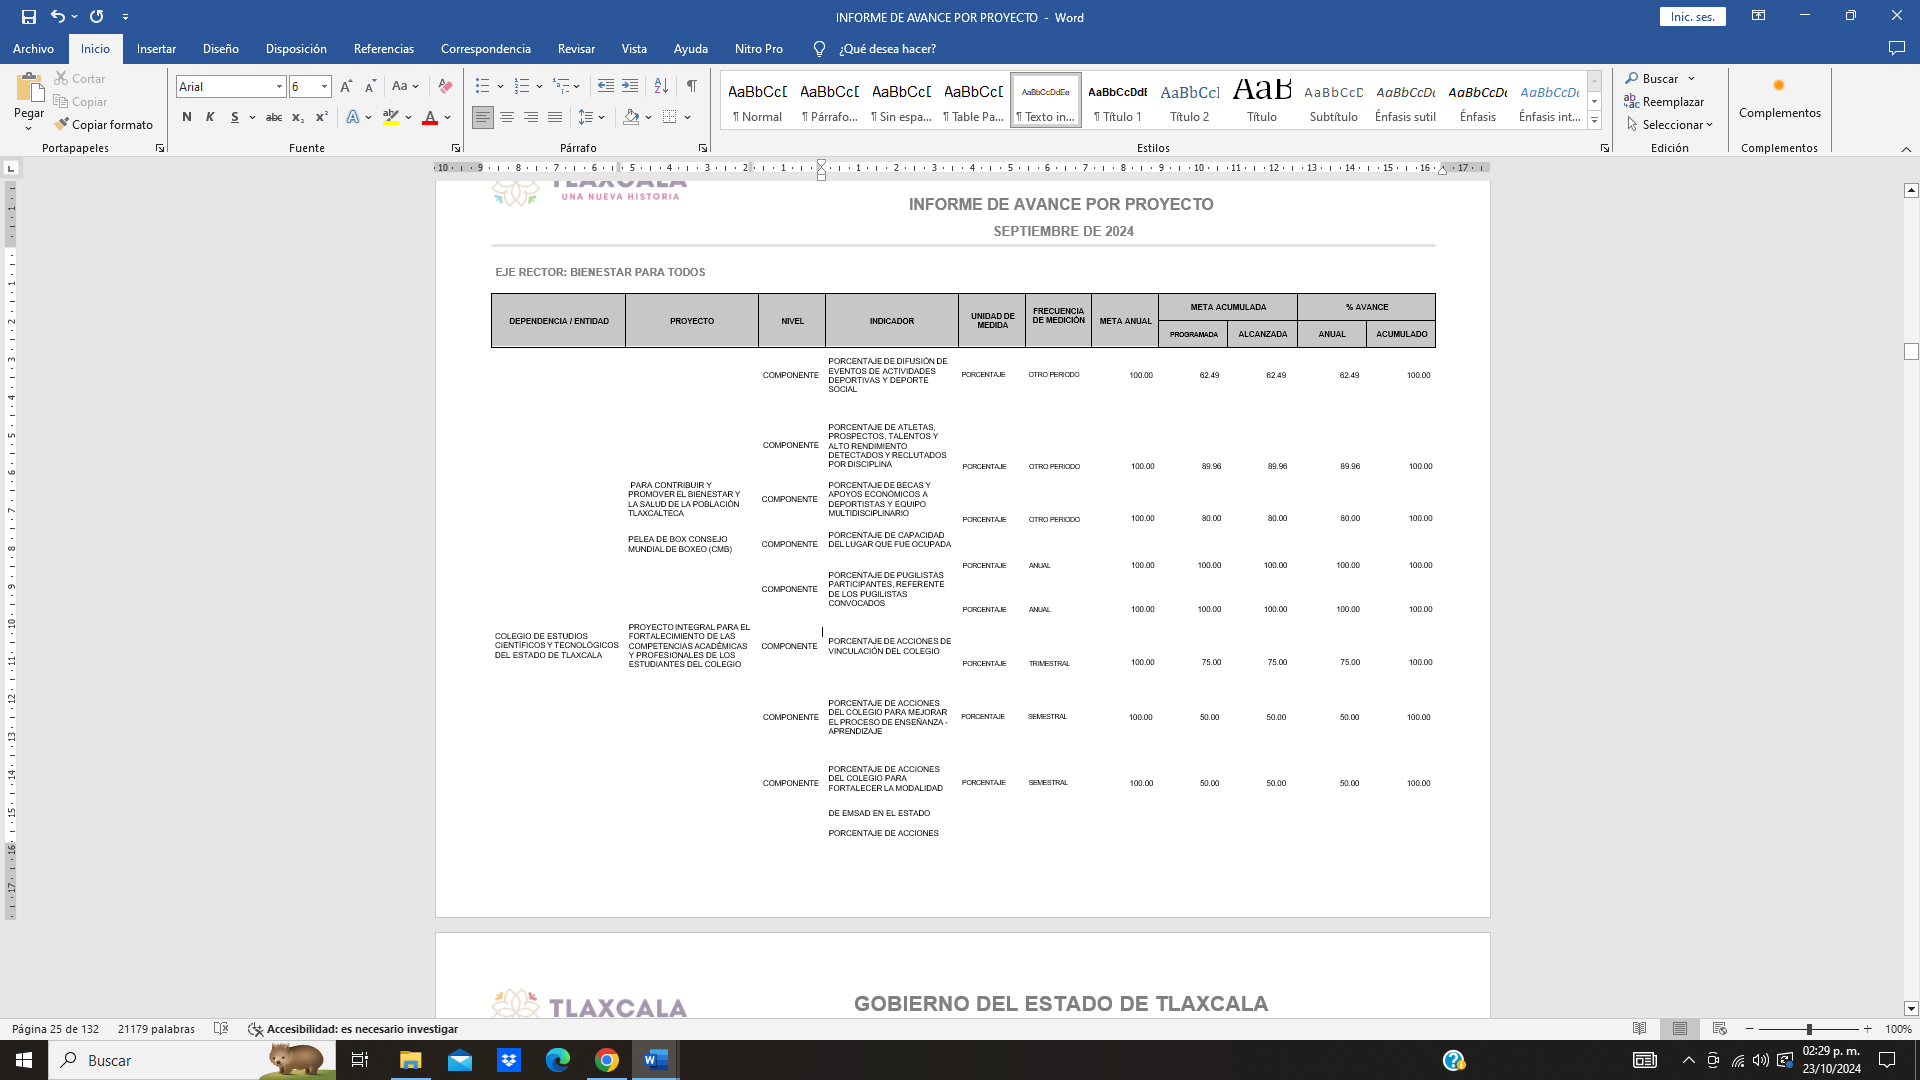 INFORME DE AVANCE POR PROYECTO - Word
Inic. ses.
Archivo Inicio Insertar Diseño Disposición Referencias Correspondencia Revisar Vista Ayuda Nitro Pro ¿Qué desea hacer?
Pegar
Cortar
Copiar
Copiar formato
Portapapeles
Arial 6
Fuente
Párrafo
AaBbCcD ¶ Normal
¶ Párrafo...
¶ Sin espa...
¶ Table Pa...
AaBbCcDdEe ¶ Texto in...
¶ Título 1
Título 2
Título
Subtítulo
Énfasis sutil
Énfasis
Énfasis int...
Estilos
Buscar
Reemplazar
Seleccionar
Edición
Complementos
Complementos
TLAXCALA
UNA NUEVA HISTORIA
INFORME DE AVANCE POR PROYECTO
SEPTIEMBRE DE 2024
EJE RECTOR: BIENESTAR PARA TODOS
DEPENDENCIA / ENTIDAD PROYECTO NIVEL INDICADOR UNIDAD DE MEDIDA FRECUENCIA DE MEDICIÓN META ANUAL META ACUMULADA % AVANCE
PROGRAMADA ALCANZADA ANUAL ACUMULADO
COMPONENTE
PORCENTAJE DE DIFUSIÓN DE
EVENTOS DE ACTIVIDADES
DEPORTIVAS Y DEPORTE
SOCIAL
PORCENTAJE OTRO PERIODO 100.00 62.49 62.49 62.49 100.00
COMPONENTE
PORCENTAJE DE ATLETAS,
PROSPECTOS, TALENTOS Y
ALTO RENDIMIENTO
DETECTADOS Y RECLUTADOS
POR DISCIPLINA
PORCENTAJE OTRO PERIODO 100.00 89.96 89.96 89.96 100.00
PARA CONTRIBUIR Y
PROMOVER EL BIENESTAR Y
LA SALUD DE LA POBLACIÓN
TLAXCALTECA
COMPONENTE
PORCENTAJE DE BECAS Y
APOYOS ECONÓMICOS A
DEPORTISTAS Y EQUIPO
MULTIDISCIPLINARIO
PORCENTAJE OTRO PERIODO 100.00 80.00 80.00 80.00 100.00
PELEA DE BOX CONSEJO
MUNDIAL DE BOXEO (CMB)
COMPONENTE
PORCENTAJE DE CAPACIDAD
DEL LUGAR QUE FUE OCUPADA
PORCENTAJE ANUAL 100.00 100.00 100.00 100.00 100.00
COMPONENTE
PORCENTAJE DE PUGILISTAS
PARTICIPANTES, REFERENTE
DE LOS PUGILISTAS
CONVOCADOS
PORCENTAJE ANUAL 100.00 100.00 100.00 100.00 100.00
COLEGIO DE ESTUDIOS
CIENTÍFICOS Y TECNOLÓGICOS
DEL ESTADO DE TLAXCALA
PROYECTO INTEGRAL PARA EL
FORTALECIMIENTO DE LAS
COMPETENCIAS ACADÉMICAS
Y PROFESIONALES DE LOS
ESTUDIANTES DEL COLEGIO
COMPONENTE
PORCENTAJE DE ACCIONES DE
VINCULACIÓN DEL COLEGIO
PORCENTAJE TRIMESTRAL 100.00 75.00 75.00 75.00 100.00
COMPONENTE
PORCENTAJE DE ACCIONES
DEL COLEGIO PARA MEJORAR
EL PROCESO DE ENSEÑANZA -
APRENDIZAJE
PORCENTAJE SEMESTRAL 100.00 50.00 50.00 50.00 100.00
COMPONENTE
PORCENTAJE DE ACCIONES
DEL COLEGIO PARA
FORTALECER LA MODALIDAD
PORCENTAJE SEMESTRAL 100.00 50.00 50.00 50.00 100.00
DE EMSAD EN EL ESTADO
PORCENTAJE DE ACCIONES
TLAXCALA
GOBIERNO DEL ESTADO DE TLAXCALA
Página 25 de 132 21179 palabras Accesibilidad: es necesario investigar 100%
Buscar
02:29 p. m.
23/10/2024